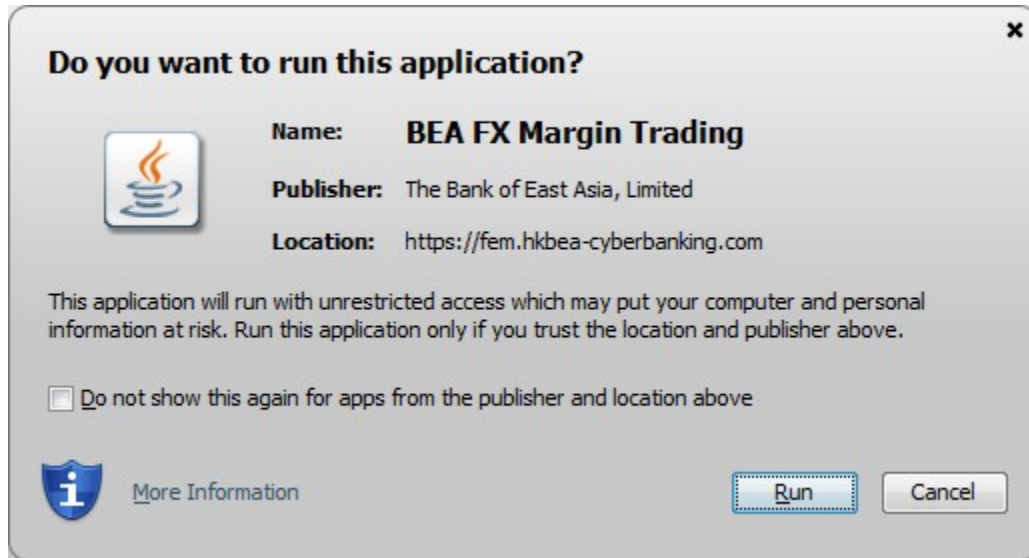 Do you want to run this application?
Name: BEA FX Margin Trading
Publisher: The Bank of East Asia, Limited
Location: https://fem.hkbea-cyberbanking.com
This application will run with unrestricted access which may put your computer and personal
information at risk. Run this application only if you trust the location and publisher above.
Do not show this again for apps from the publisher and location above
More Information
Run
Cancel